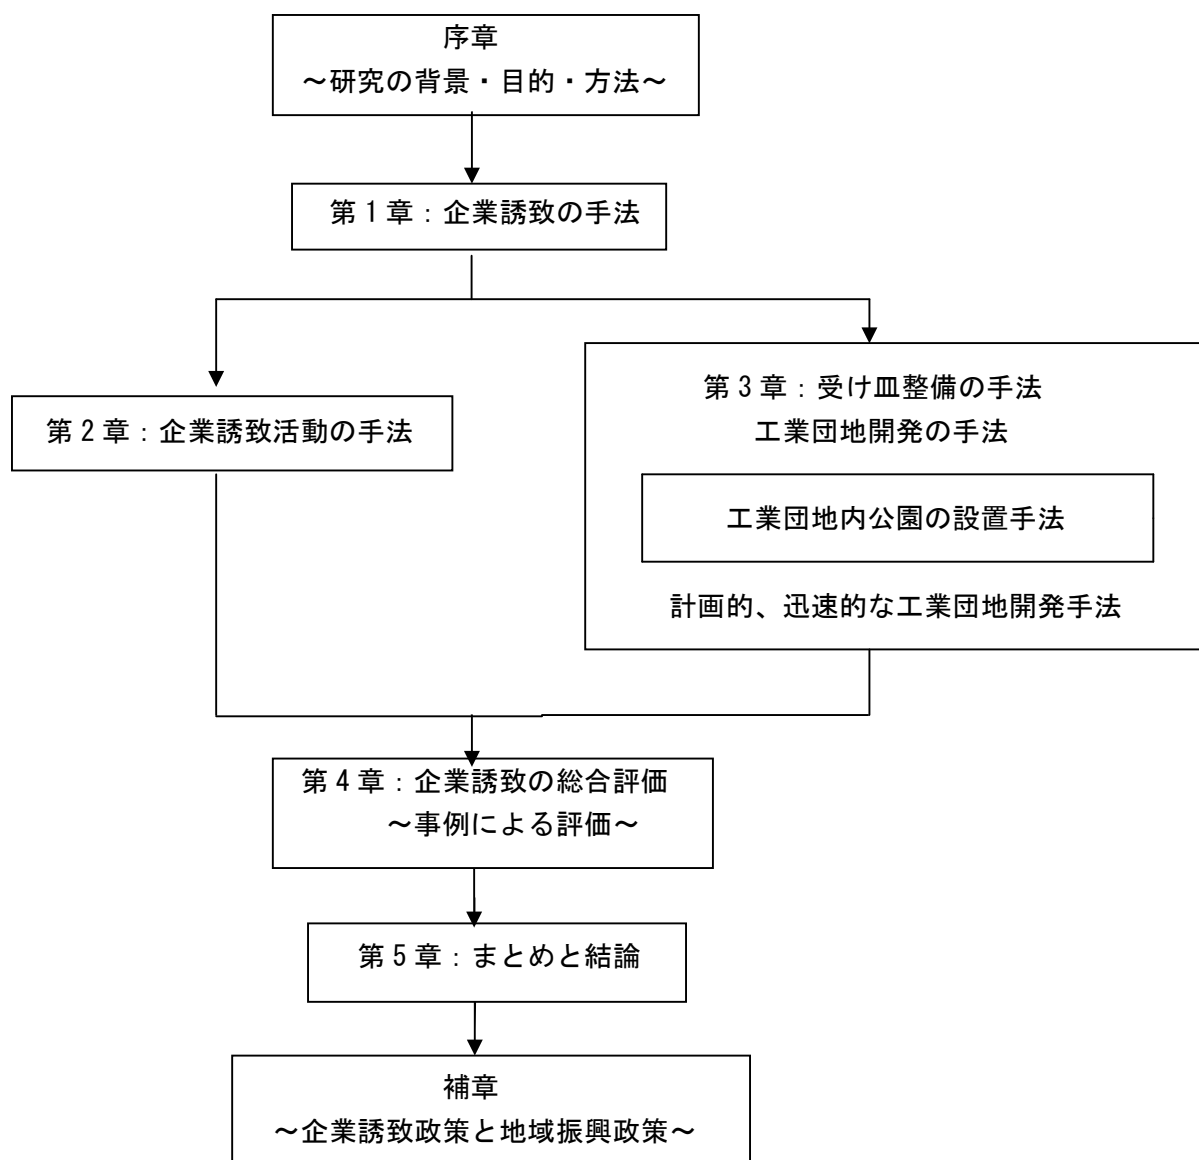 序章
～研究の背景・目的・方法～
第1章：企業誘致の手法
第2章：企業誘致活動の手法
第3章：受け皿整備の手法
工業団地開発の手法
工業団地内公園の設置手法
計画的、迅速的な工業団地開発手法
第4章：企業誘致の総合評価
～事例による評価～
第5章：まとめと結論
補章
～企業誘致政策と地域振興政策～